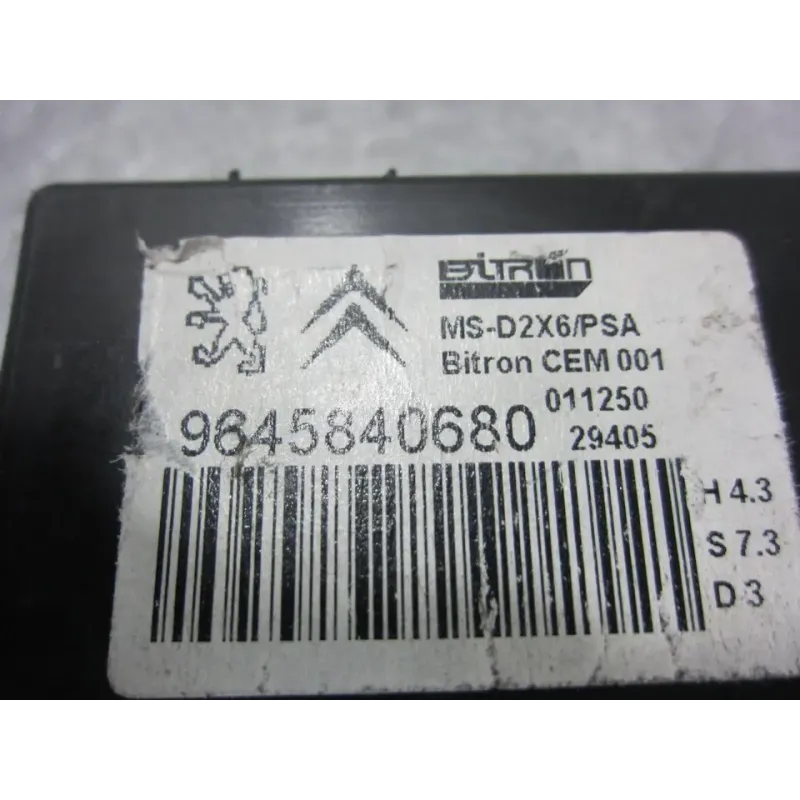 BiTRON
MS-D2X6/PSA
Bitron CEM 001
011250
9645840680
29405
H 4.3
S 7.3
D 3